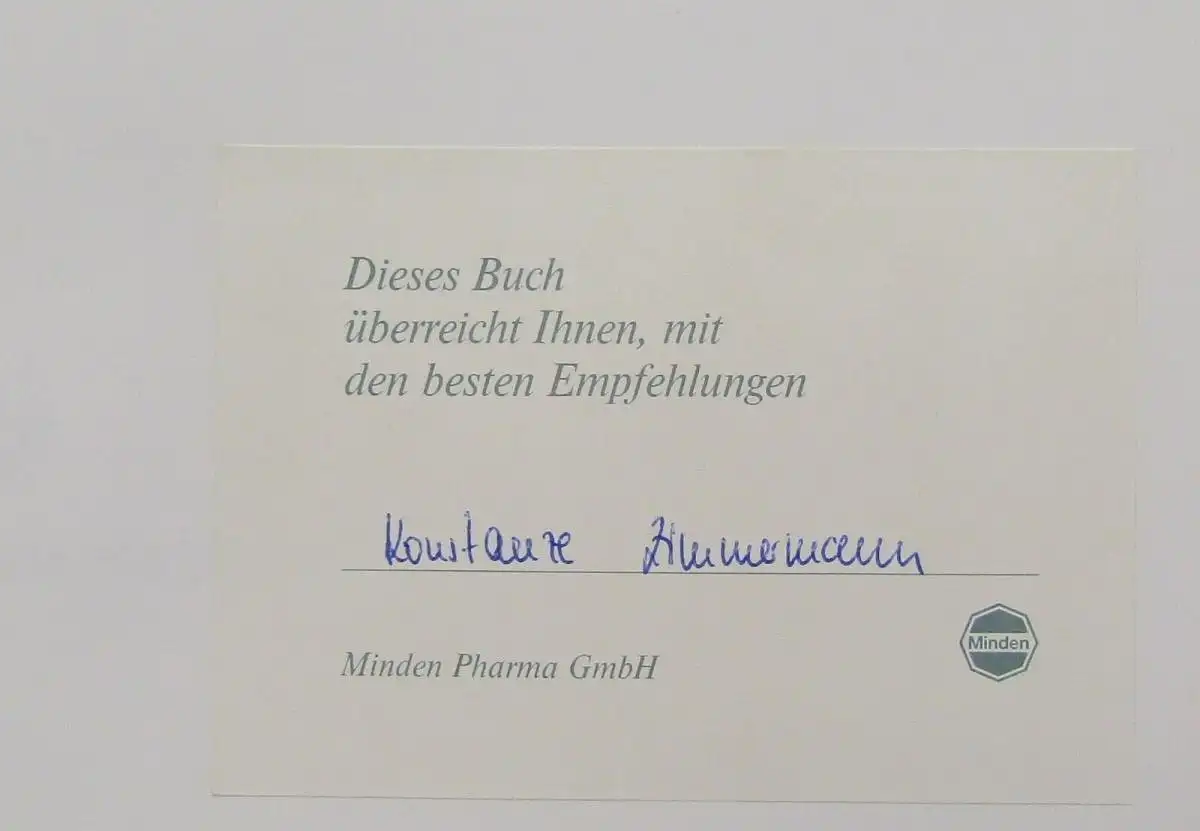 Dieses Buch
überreicht Ihnen, mit
den besten Empfehlungen
Konstanze Zimmermann
Minden
Minden Pharma GmbH